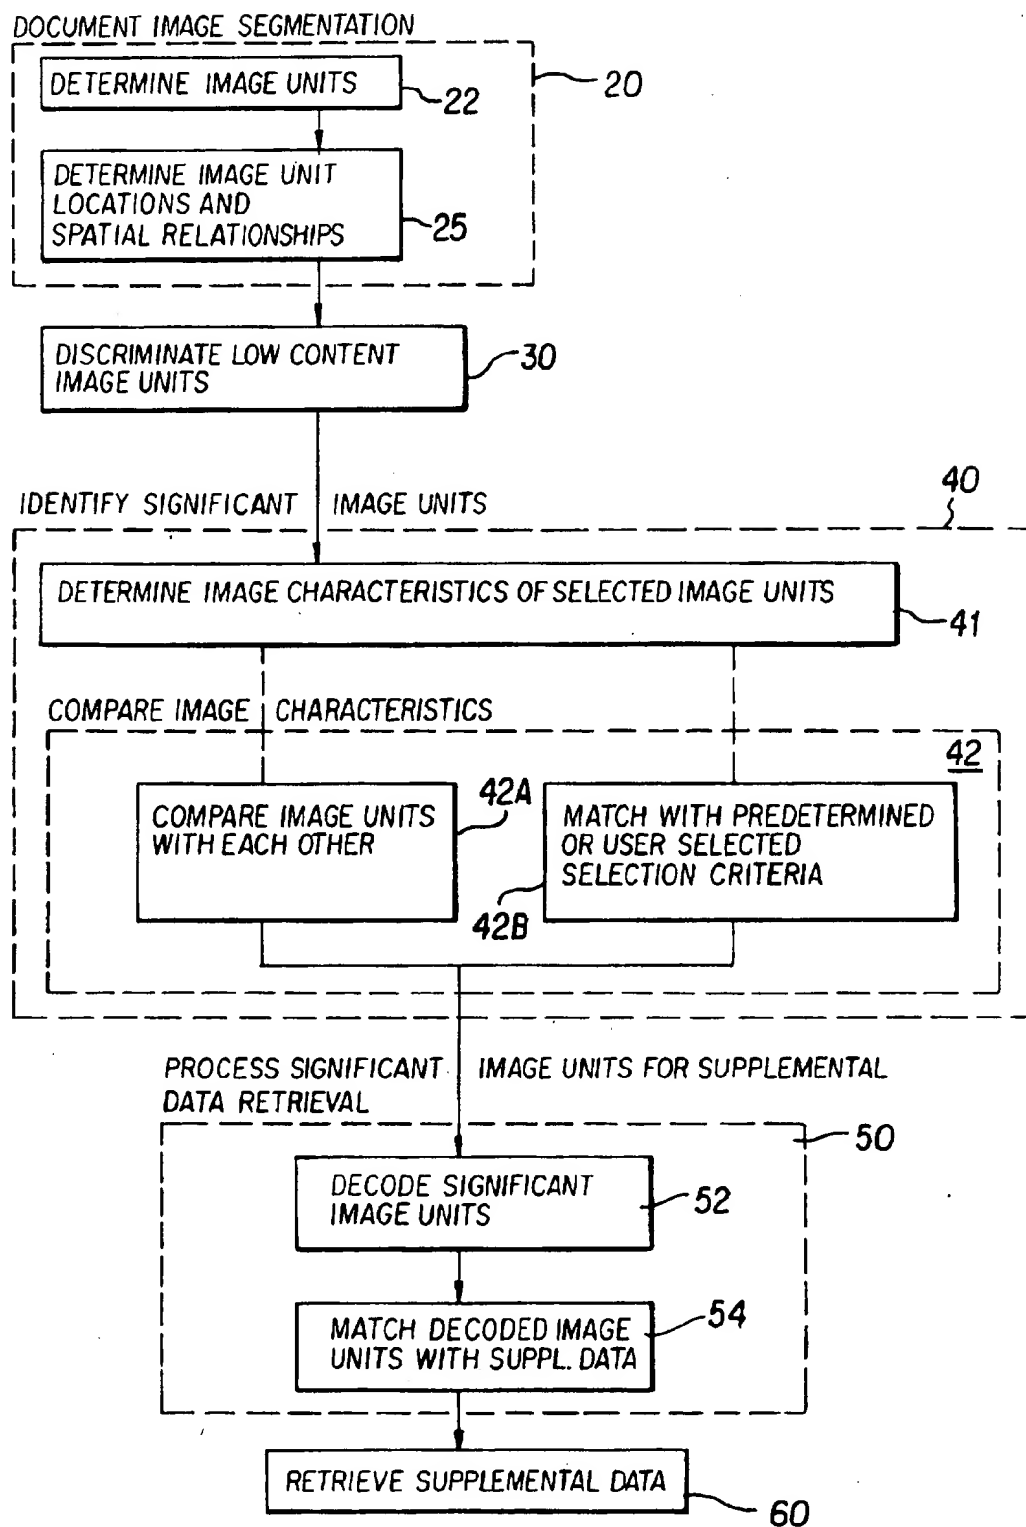 DOCUMENT IMAGE SEGMENTATION
20
DETERMINE IMAGE UNITS
22
DETERMINE IMAGE UNIT
LOCATIONS AND
SPATIAL RELATIONSHIPS
25
DISCRIMINATE LOW CONTENT
IMAGE UNITS
30
IDENTIFY SIGNIFICANT IMAGE UNITS
40
DETERMINE IMAGE CHARACTERISTICS OF SELECTED IMAGE UNITS
41
COMPARE IMAGE CHARACTERISTICS
42
COMPARE IMAGE UNITS
WITH EACH OTHER
42A
MATCH WITH PREDETERMINED
OR USER SELECTED
SELECTION CRITERIA
42B
PROCESS SIGNIFICANT IMAGE UNITS FOR SUPPLEMENTAL
DATA RETRIEVAL
50
DECODE SIGNIFICANT
IMAGE UNITS
52
MATCH DECODED IMAGE
UNITS WITH SUPPL. DATA
54
RETRIEVE SUPPLEMENTAL DATA
60